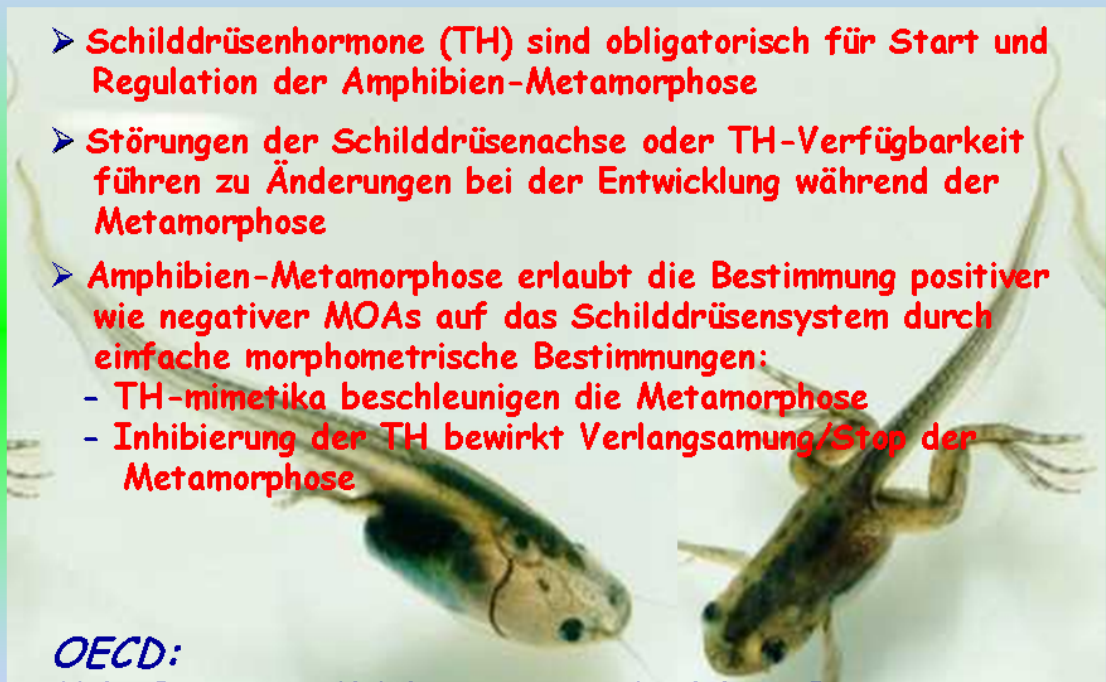 ➢ Schilddrüsenhormone (TH) sind obligatorisch für Start und
Regulation der Amphibien-Metamorphose
➢ Störungen der Schilddrüsenachse oder TH-Verfügbarkeit
führen zu Änderungen bei der Entwicklung während der
Metamorphose
➢ Amphibien-Metamorphose erlaubt die Bestimmung positiver
wie negativer MOAs auf das Schilddrüsensystem durch
einfache morphometrische Bestimmungen:
- TH-mimetika beschleunigen die Metamorphose
- Inhibierung der TH bewirkt Verlangsamung/Stop der
Metamorphose
OECD: